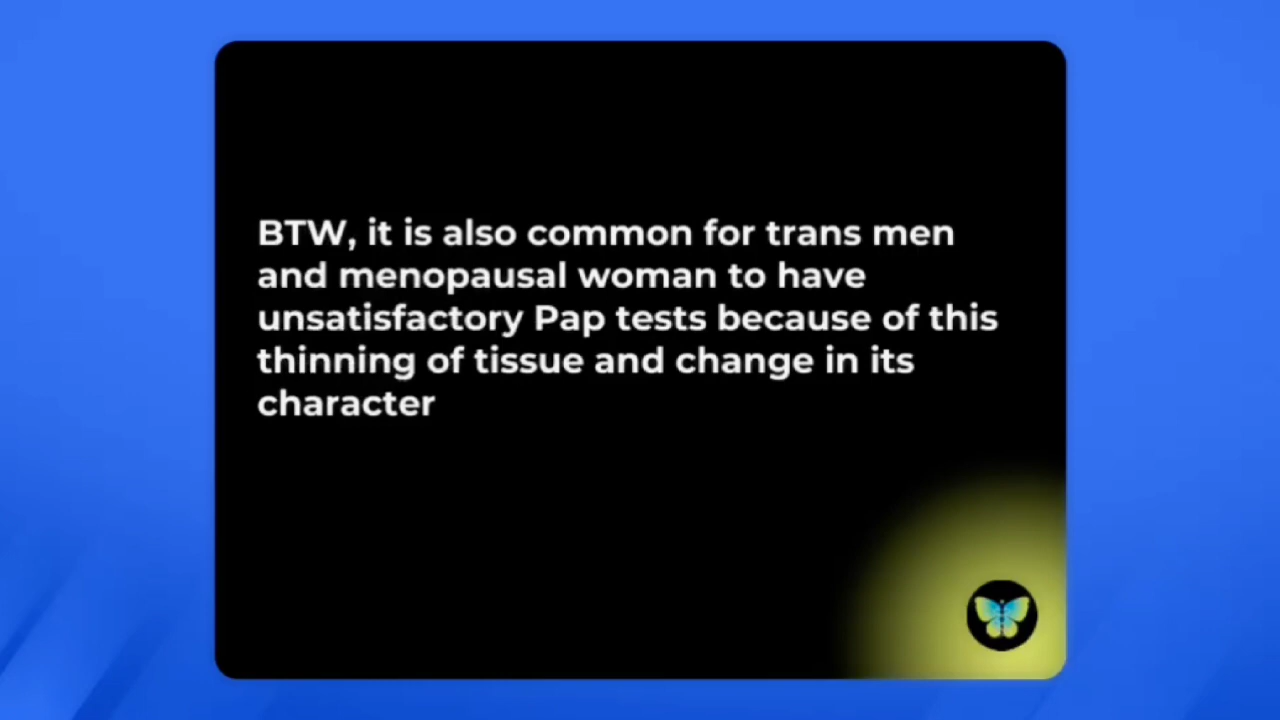 BTW, it is also common for trans men
and menopausal woman to have
unsatisfactory Pap tests because of this
thinning of tissue and change in its
character